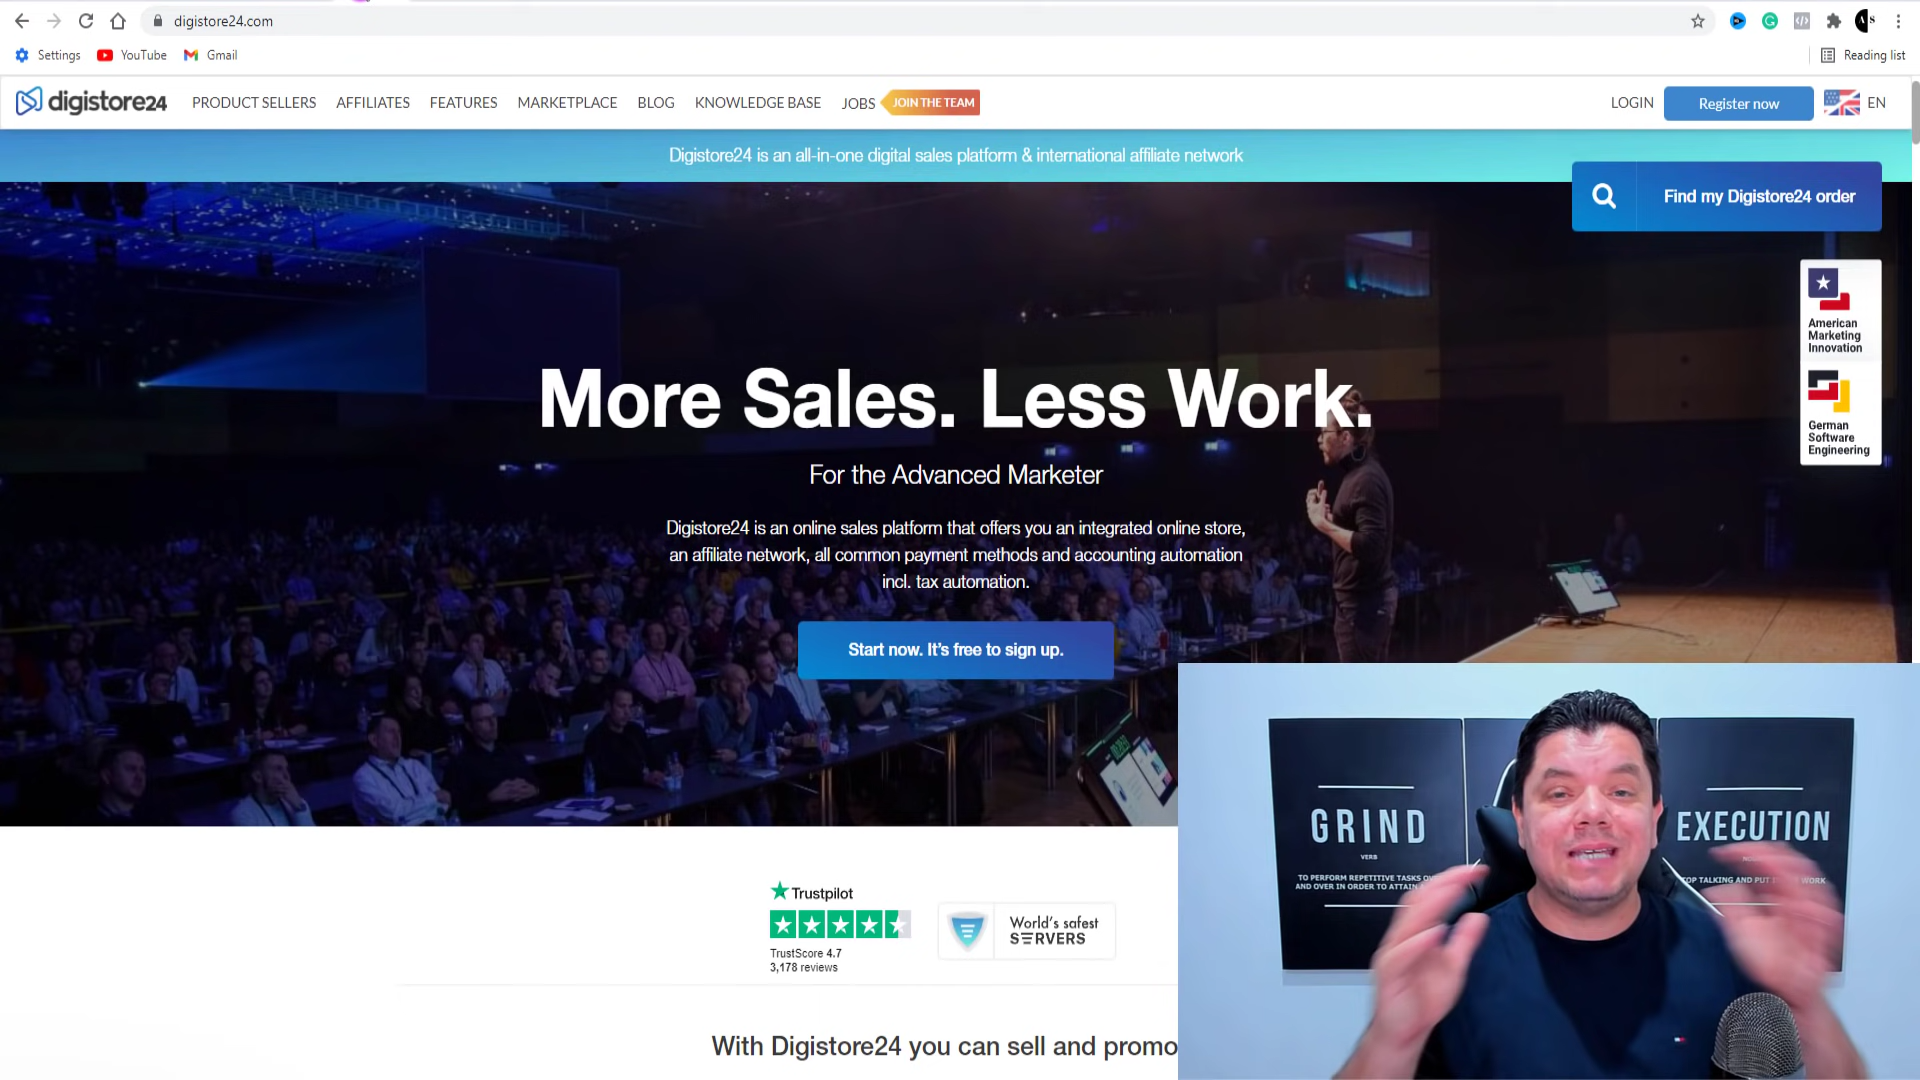 digistore24.com
Settings YouTube Gmail Reading list
digistore24 PRODUCT SELLERS AFFILIATES FEATURES MARKETPLACE BLOG KNOWLEDGE BASE JOBS JOIN THE TEAM LOGIN Register now EN
Digistore24 is an all-in-one digital sales platform & international affiliate network
Find my Digistore24 order
American
Marketing
Innovation
German
Software
Engineering
More Sales. Less Work.
For the Advanced Marketer
Digistore24 is an online sales platform that offers you an integrated online store,
an affiliate network, all common payment methods and accounting automation
incl. tax automation.
Start now. It's free to sign up.
Trustpilot
TrustScore 4.7
3,178 reviews
World's safest
SERVERS
With Digistore24 you can sell and promo
GRIND
VERB
TO PERFORM REPETITIVE TASKS
AND OVER IN ORDER TO ATTAIN
EXECUTION
TALKING AND PUT WORK